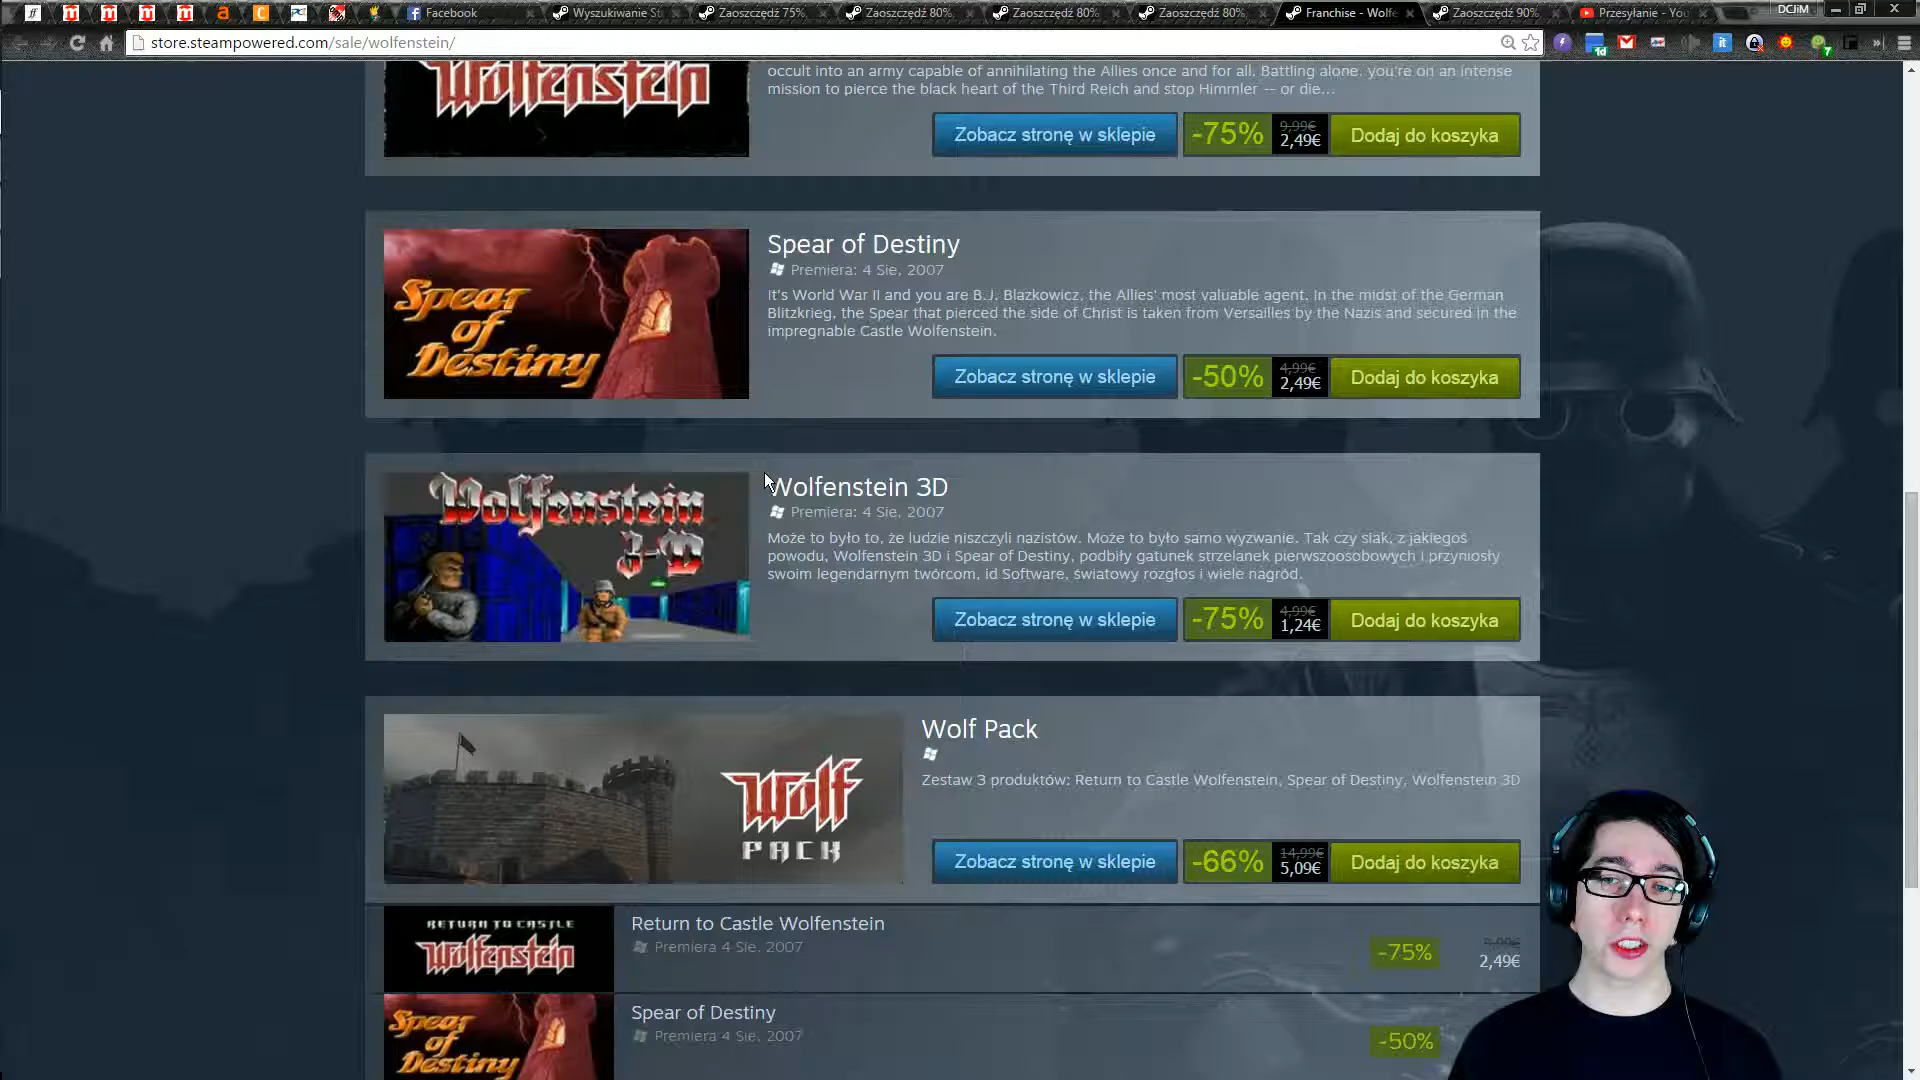 Facebook
Wyszukiwanie St
Zaoszczędź 75%
Zaoszczędź 80%
Zaoszczędź 80%
Zaoszczędź 80%
Franchise - Wolfe
Zaoszczędź 90%
Przesyłanie - You
DCJiM
store.steampowered.com/sale/wolfenstein/
Wolfenstein
occult into an army capable of annihilating the Allies once and for all. Battling alone, you're on an intense
mission to pierce the black heart of the Third Reich and stop Himmler -- or die...
Zobacz stronę w sklepie
-75%
9,99€
2,49€
Dodaj do koszyka
Spear
of
Destiny
Spear of Destiny
Premiera: 4 Sie, 2007
It's World War II and you are B.J. Blazkowicz, the Allies' most valuable agent. In the midst of the German
Blitzkrieg, the Spear that pierced the side of Christ is taken from Versailles by the Nazis and secured in the
impregnable Castle Wolfenstein.
Zobacz stronę w sklepie
-50%
4,99€
2,49€
Dodaj do koszyka
Wolfenstein
3-D
Wolfenstein 3D
Premiera: 4 Sie, 2007
Może to było to, że ludzie niszczyli nazistów. Może to było samo wyzwanie. Tak czy siak, z jakiegoś
powodu, Wolfenstein 3D i Spear of Destiny, podbiły gatunek strzelanek pierwszoosobowych i przyniosły
swoim legendarnym twórcom, id Software, światowy rozgłos i wiele nagród.
Zobacz stronę w sklepie
-75%
4,99€
1,24€
Dodaj do koszyka
Wolf
PACK
Wolf Pack
Zestaw 3 produktów: Return to Castle Wolfenstein, Spear of Destiny, Wolfenstein 3D
Zobacz stronę w sklepie
-66%
14,99€
5,09€
Dodaj do koszyka
RETURN TO CASTLE
Wolfenstein
Return to Castle Wolfenstein
Premiera 4 Sie, 2007
-75%
9,99€
2,49€
Spear
of
Destiny
Spear of Destiny
Premiera 4 Sie, 2007
-50%